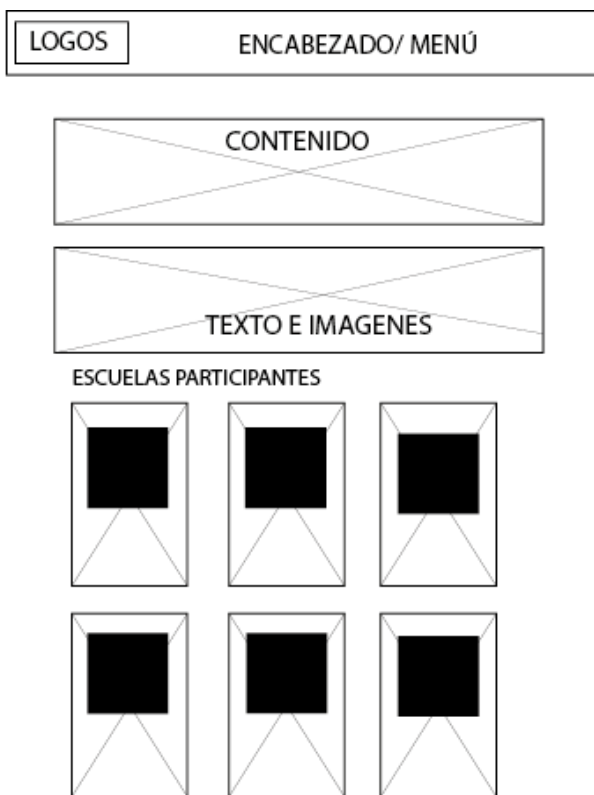 LOGOS
ENCABEZADO/ MENÚ
CONTENIDO
TEXTO E IMAGENES
ESCUELAS PARTICIPANTES